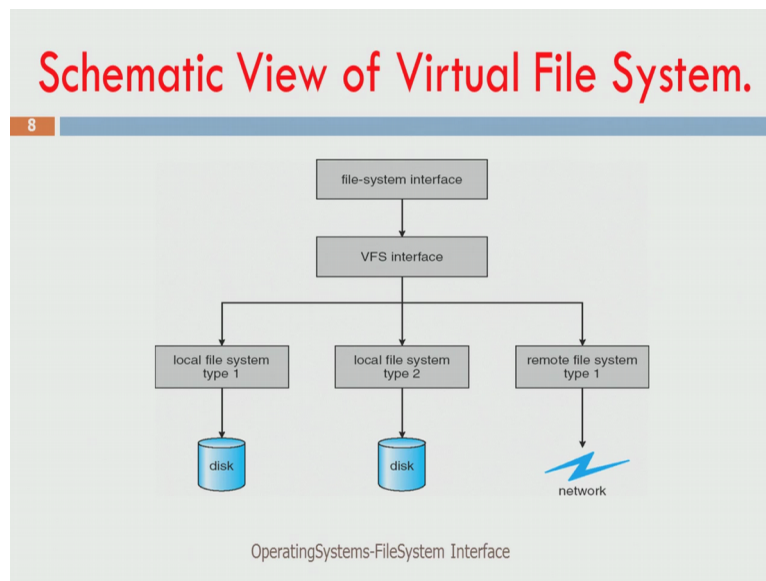 Schematic View of Virtual File System.
8
file-system interface
VFS interface
local file system
type 1
local file system
type 2
remote file system
type 1
disk
disk
network
OperatingSystems-FileSystem Interface